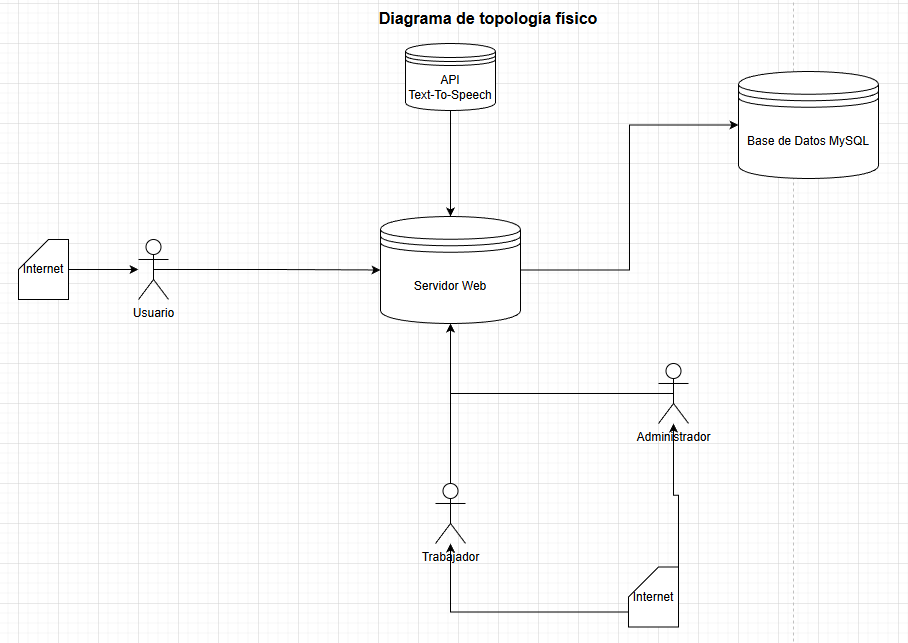 Diagrama de topología físico
API
Text-To-Speech
Base de Datos MySQL
Internet
Usuario
Servidor Web
Administrador
Trabajador
Internet